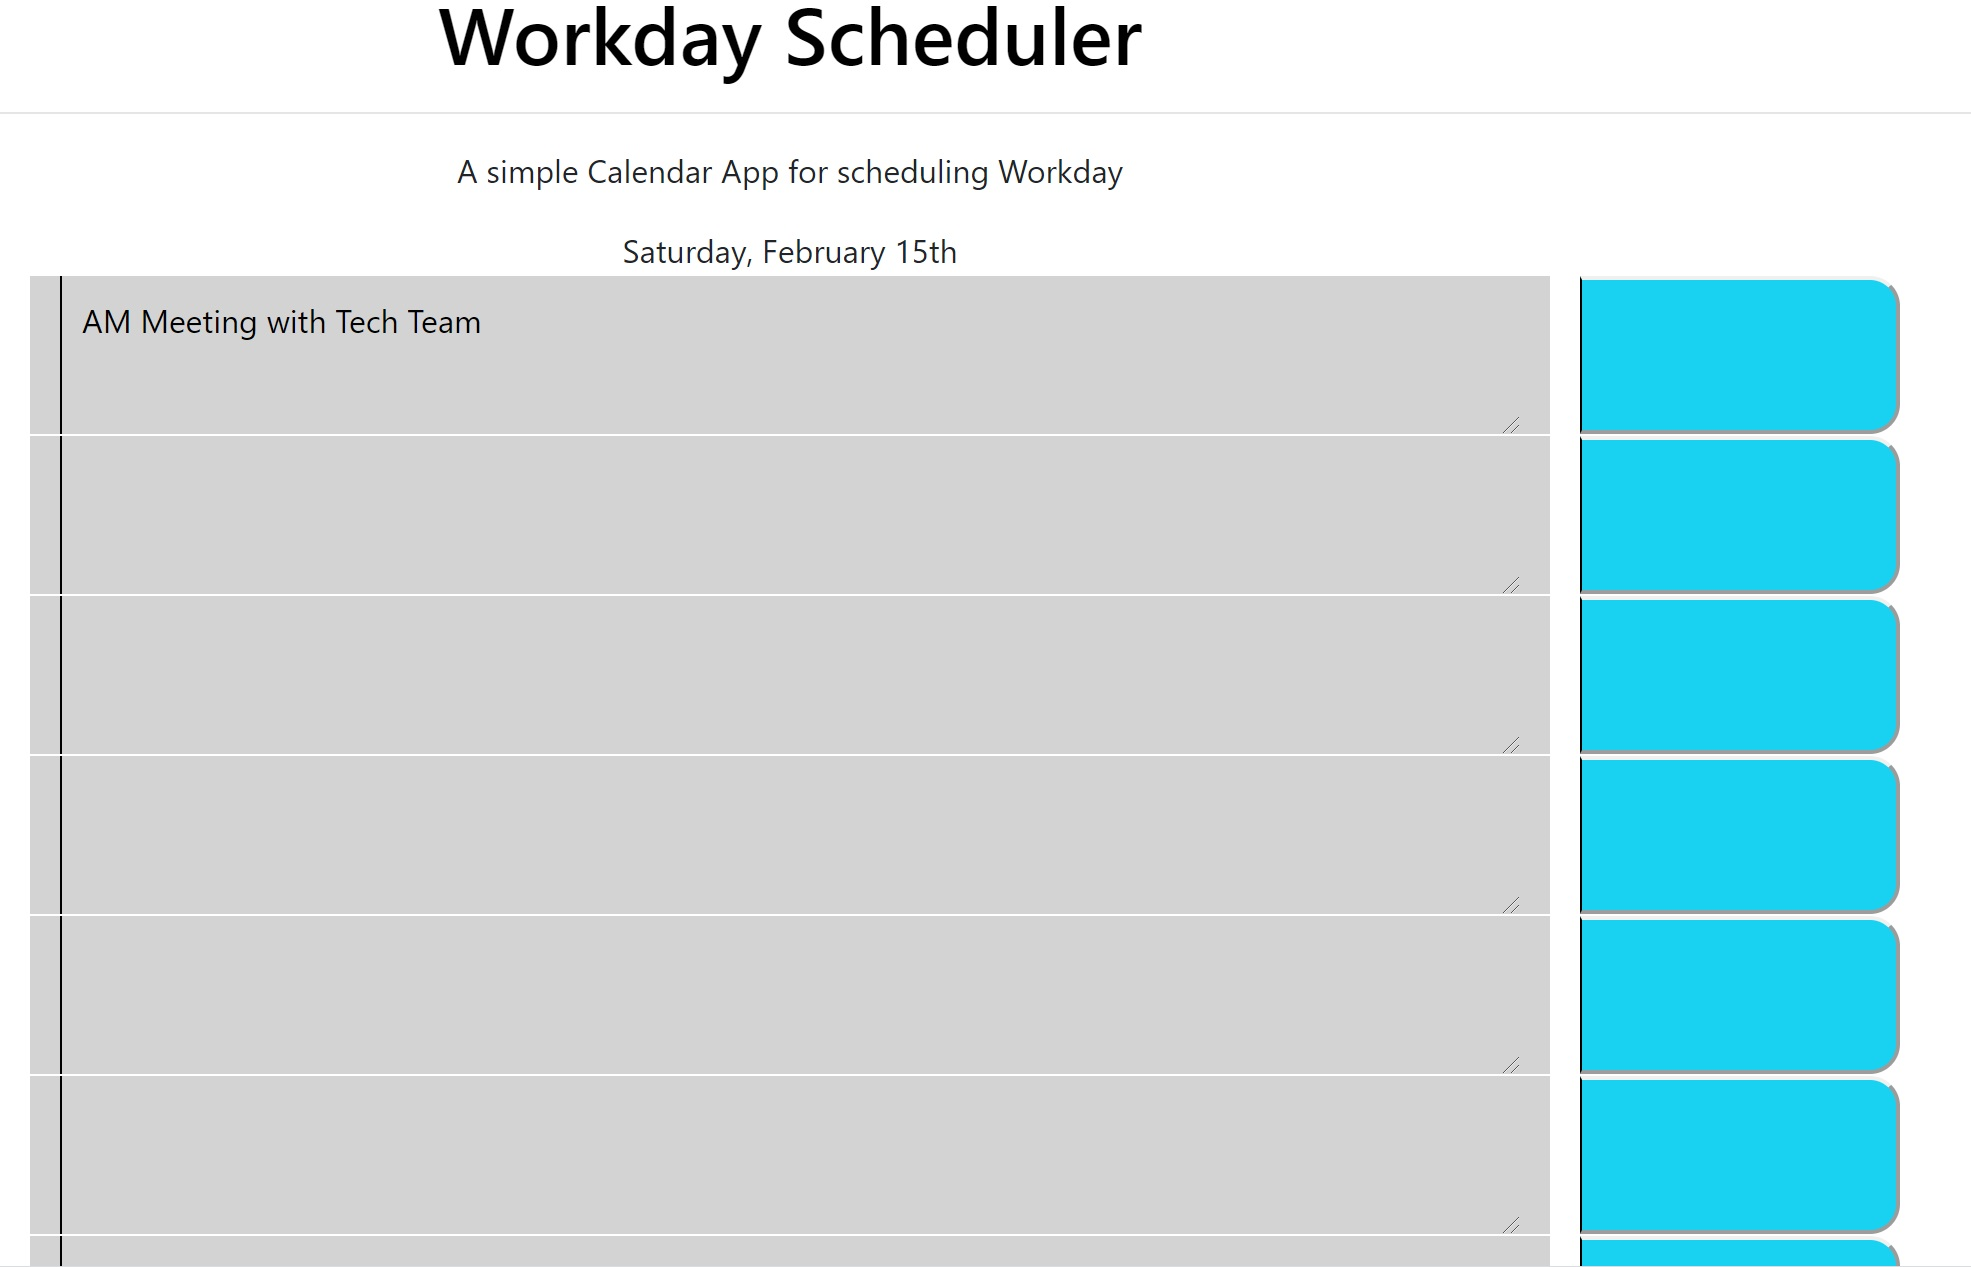 Workday Scheduler
A simple Calendar App for scheduling Workday
Saturday, February 15th
AM Meeting with Tech Team